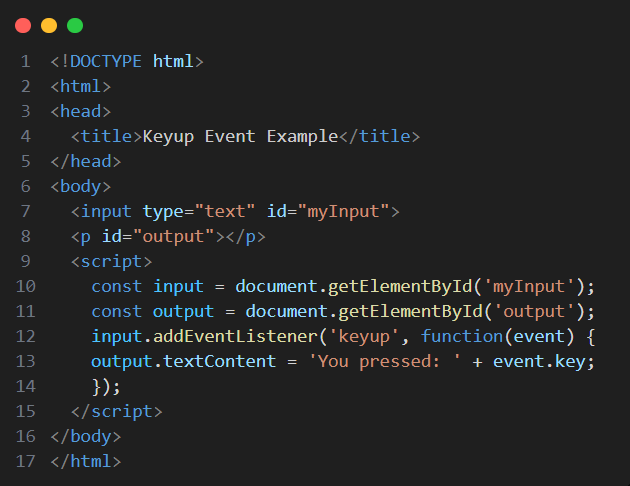 1 <!DOCTYPE html>
2 <html>
3 <head>
4   <title>Keyup Event Example</title>
5 </head>
6 <body>
7   <input type="text" id="myInput">
8   <p id="output"></p>
9   <script>
10     const input = document.getElementById('myInput');
11     const output = document.getElementById('output');
12     input.addEventListener('keyup', function(event) {
13     output.textContent = 'You pressed: ' + event.key;
14     });
15   </script>
16 </body>
17 </html>